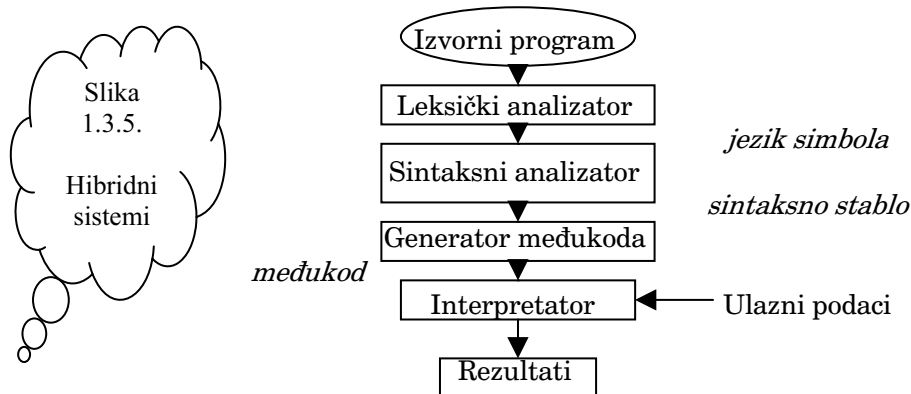 Slika
1.3.5.
Hibridni
sistemi
Izvorni program
Leksički analizator
jezik simbola
Sintaksni analizator
sintaksno stablo
Generator međukoda
međukod
Interpretator
Ulazni podaci
Rezultati